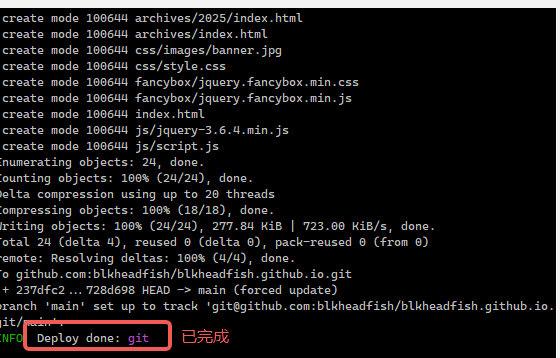 create mode 100644 archives/2025/index.html
create mode 100644 archives/index.html
create mode 100644 css/images/banner.jpg
create mode 100644 css/style.css
create mode 100644 fancybox/jquery.fancybox.min.css
create mode 100644 fancybox/jquery.fancybox.min.js
create mode 100644 index.html
create mode 100644 js/jquery-3.6.4.min.js
create mode 100644 js/script.js
Enumerating objects: 24, done.
Counting objects: 100% (24/24), done.
Delta compression using up to 20 threads
Compressing objects: 100% (18/18), done.
Writing objects: 100% (24/24), 277.84 KiB | 723.00 KiB/s, done.
Total 24 (delta 4), reused 0 (delta 0), pack-reused 0 (from 0)
remote: Resolving deltas: 100% (4/4), done.
To github.com:blkheadfish/blkheadfish.github.io.git
+ 237dfc2...728d698 HEAD -> main (forced update)
branch 'main' set up to track 'git@github.com:blkheadfish/blkheadfish.github.io.
git/main'.
INFO Deploy done: git 已完成